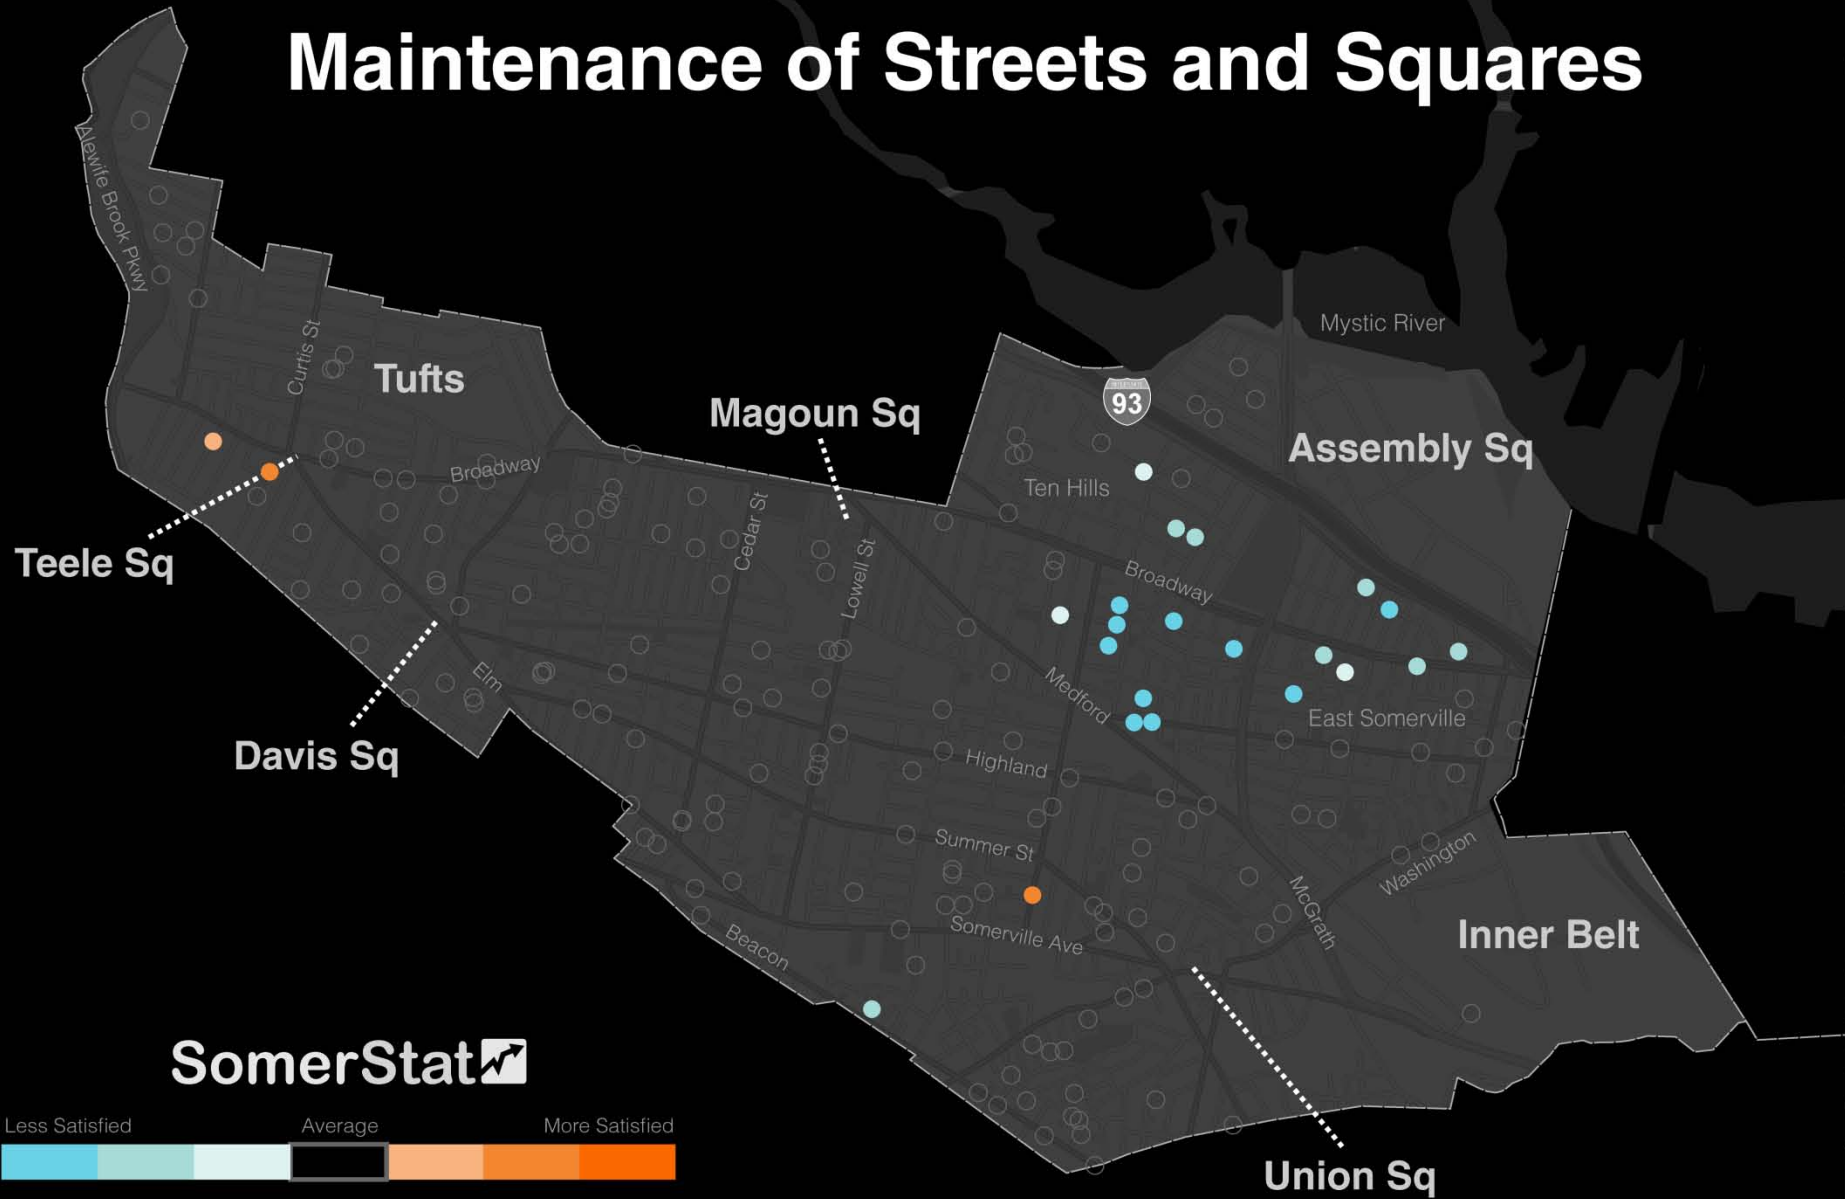 Maintenance of Streets and Squares
Alewife Brook Pkwy
Curtis St
Tufts
Mystic River
Magoun Sq
93
Assembly Sq
Broadway
Ten Hills
Cedar St
Lowell St
Broadway
Teele Sq
Elm
Medford
East Somerville
Davis Sq
Highland
Summer St
Washington
McGrath
Somerville Ave
Inner Belt
Beacon
SomerStat
Less Satisfied
Average
More Satisfied
Union Sq